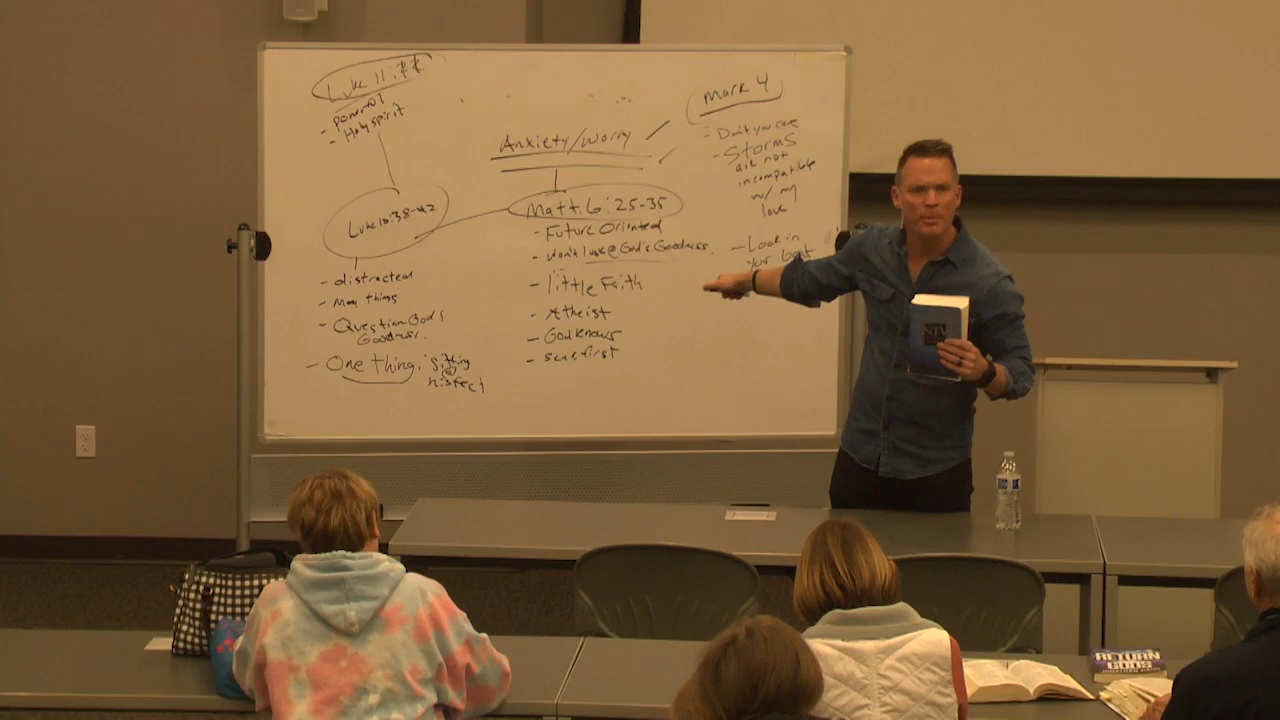 Luke 11:
- powerful
- Holy spirit
Luke 10:38-42
- distracted
- Many things
- Question God's
Goodness.
- One thing, sitting
@
his feet
Anxiety/Worry
Matt. 6:25-35
- Future Oriented
- Won't look @ God's Goodness.
- little Faith
- Atheist
- God knows
- seek first
Mark 4
- Don't you care
- Storms
are not
incompatible
w/ my
love
- Look in
your boat
NIV
RETURN
GODS